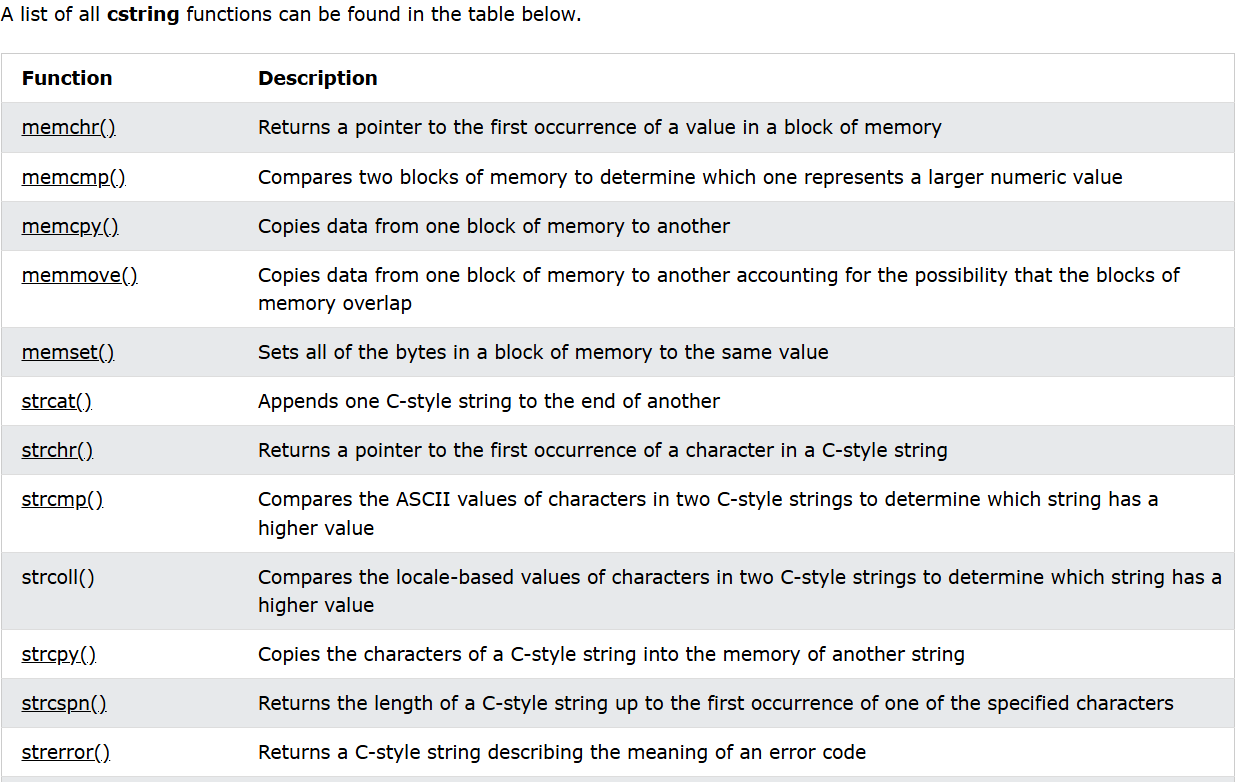 A list of all cstring functions can be found in the table below.
Function Description
memchr() Returns a pointer to the first occurrence of a value in a block of memory
memcmp() Compares two blocks of memory to determine which one represents a larger numeric value
memcpy() Copies data from one block of memory to another
memmove() Copies data from one block of memory to another accounting for the possibility that the blocks of
memory overlap
memset() Sets all of the bytes in a block of memory to the same value
strcat() Appends one C-style string to the end of another
strchr() Returns a pointer to the first occurrence of a character in a C-style string
strcmp() Compares the ASCII values of characters in two C-style strings to determine which string has a
higher value
strcoll() Compares the locale-based values of characters in two C-style strings to determine which string has a
higher value
strcpy() Copies the characters of a C-style string into the memory of another string
strcspn() Returns the length of a C-style string up to the first occurrence of one of the specified characters
strerror() Returns a C-style string describing the meaning of an error code